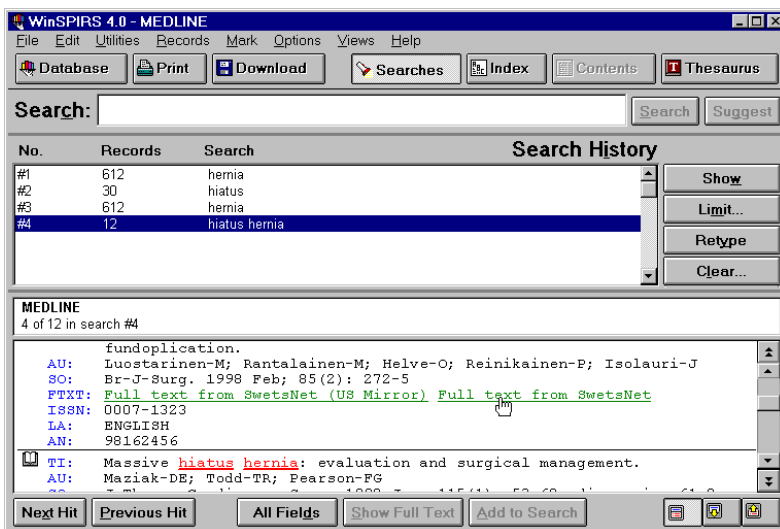 WinSPIRS 4.0 - MEDLINE
File Edit Utilities Records Mark Options Views Help
Database Print Download Searches Index Contents Thesaurus
Search: Search Suggest
No. Records Search Search History
#1 612 hernia
#2 30 hiatus
#3 612 hernia
#4 12 hiatus hernia
Show
Limit...
Retype
Clear...
MEDLINE
4 of 12 in search #4
fundoplication.
AU: Luostarinen-M; Rantalainen-M; Helve-O; Reinikainen-P; Isolauri-J
SO: Br-J-Surg. 1998 Feb; 85(2): 272-5
FTXT: Full text from SwetsNet (US Mirror) Full text from SwetsNet
ISSN: 0007-1323
LA: ENGLISH
AN: 98162456
TI: Massive hiatus hernia: evaluation and surgical management.
AU: Maziak-DE; Todd-TR; Pearson-FG
Next Hit Previous Hit All Fields Show Full Text Add to Search